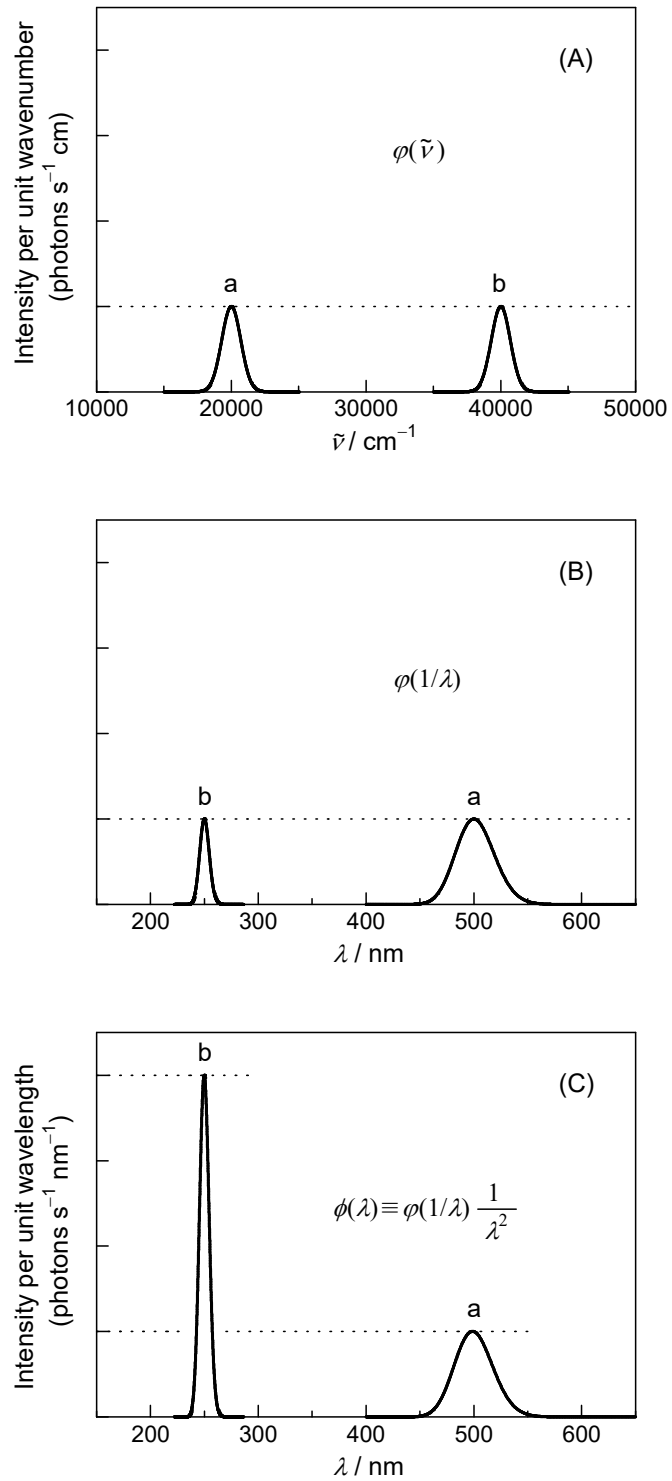 Intensity per unit wavenumber
(photons s⁻¹ cm)
(A)
φ(ν̃)
a b
10000 20000 30000 40000 50000
ν̃ / cm⁻¹
(B)
φ(1/λ)
b a
200 300 400 500 600
λ / nm
Intensity per unit wavelength
(photons s⁻¹ nm⁻¹)
b
(C)
ϕ(λ) ≡ φ(1/λ) 1/λ²
a
200 300 400 500 600
λ / nm